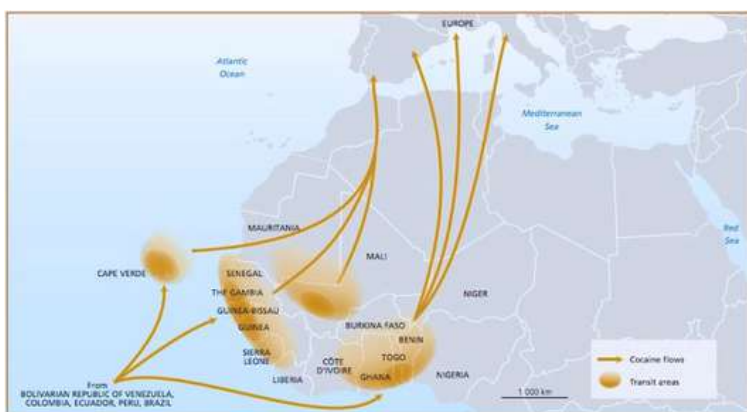 EUROPE
Atlantic
Ocean
Mediterranean
Sea
Red
Sea
MAURITANIA
MALI
CAPE VERDE
SENEGAL
THE GAMBIA
NIGER
GUINEA-BISSAU
GUINEA
BURKINA FASO
BENIN
SIERRA
LEONE
CÔTE
D'IVOIRE
TOGO
GHANA
NIGERIA
LIBERIA
From
BOLIVARIAN REPUBLIC OF VENEZUELA,
COLOMBIA, ECUADOR, PERU, BRAZIL
1 000 km
Cocaine flows
Transit areas